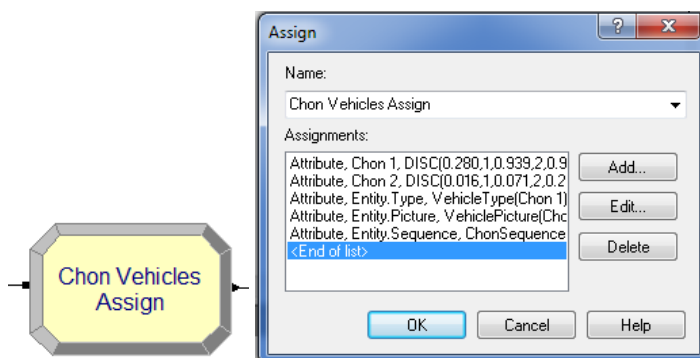 Assign
?
X
Name:
Chon Vehicles Assign
Assignments:
Attribute, Chon 1, DISC(0.280,1,0.939,2,0.9
Attribute, Chon 2, DISC(0.016,1,0.071,2,0.2
Attribute, Entity.Type, VehicleType(Chon 1)
Attribute, Entity.Picture, VehiclePicture(Chc
Attribute, Entity.Sequence, ChonSequence
<End of list>
Add...
Edit...
Delete
OK
Cancel
Help
Chon Vehicles
Assign